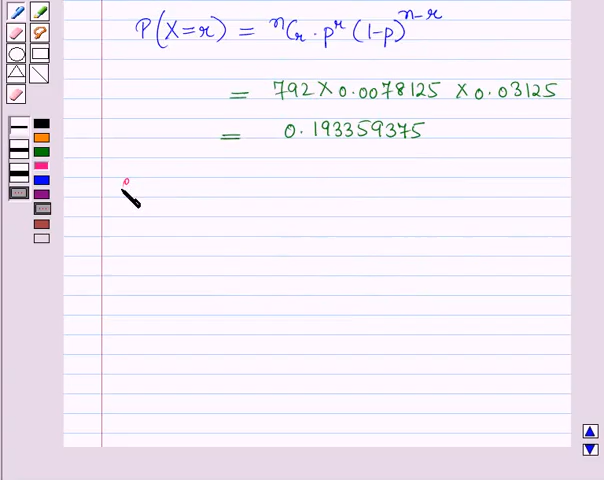 P(X=r) = ⁿCᵣ . pʳ (1-p)ⁿ⁻ʳ
= 792 × 0.0078125 × 0.03125
= 0.193359375